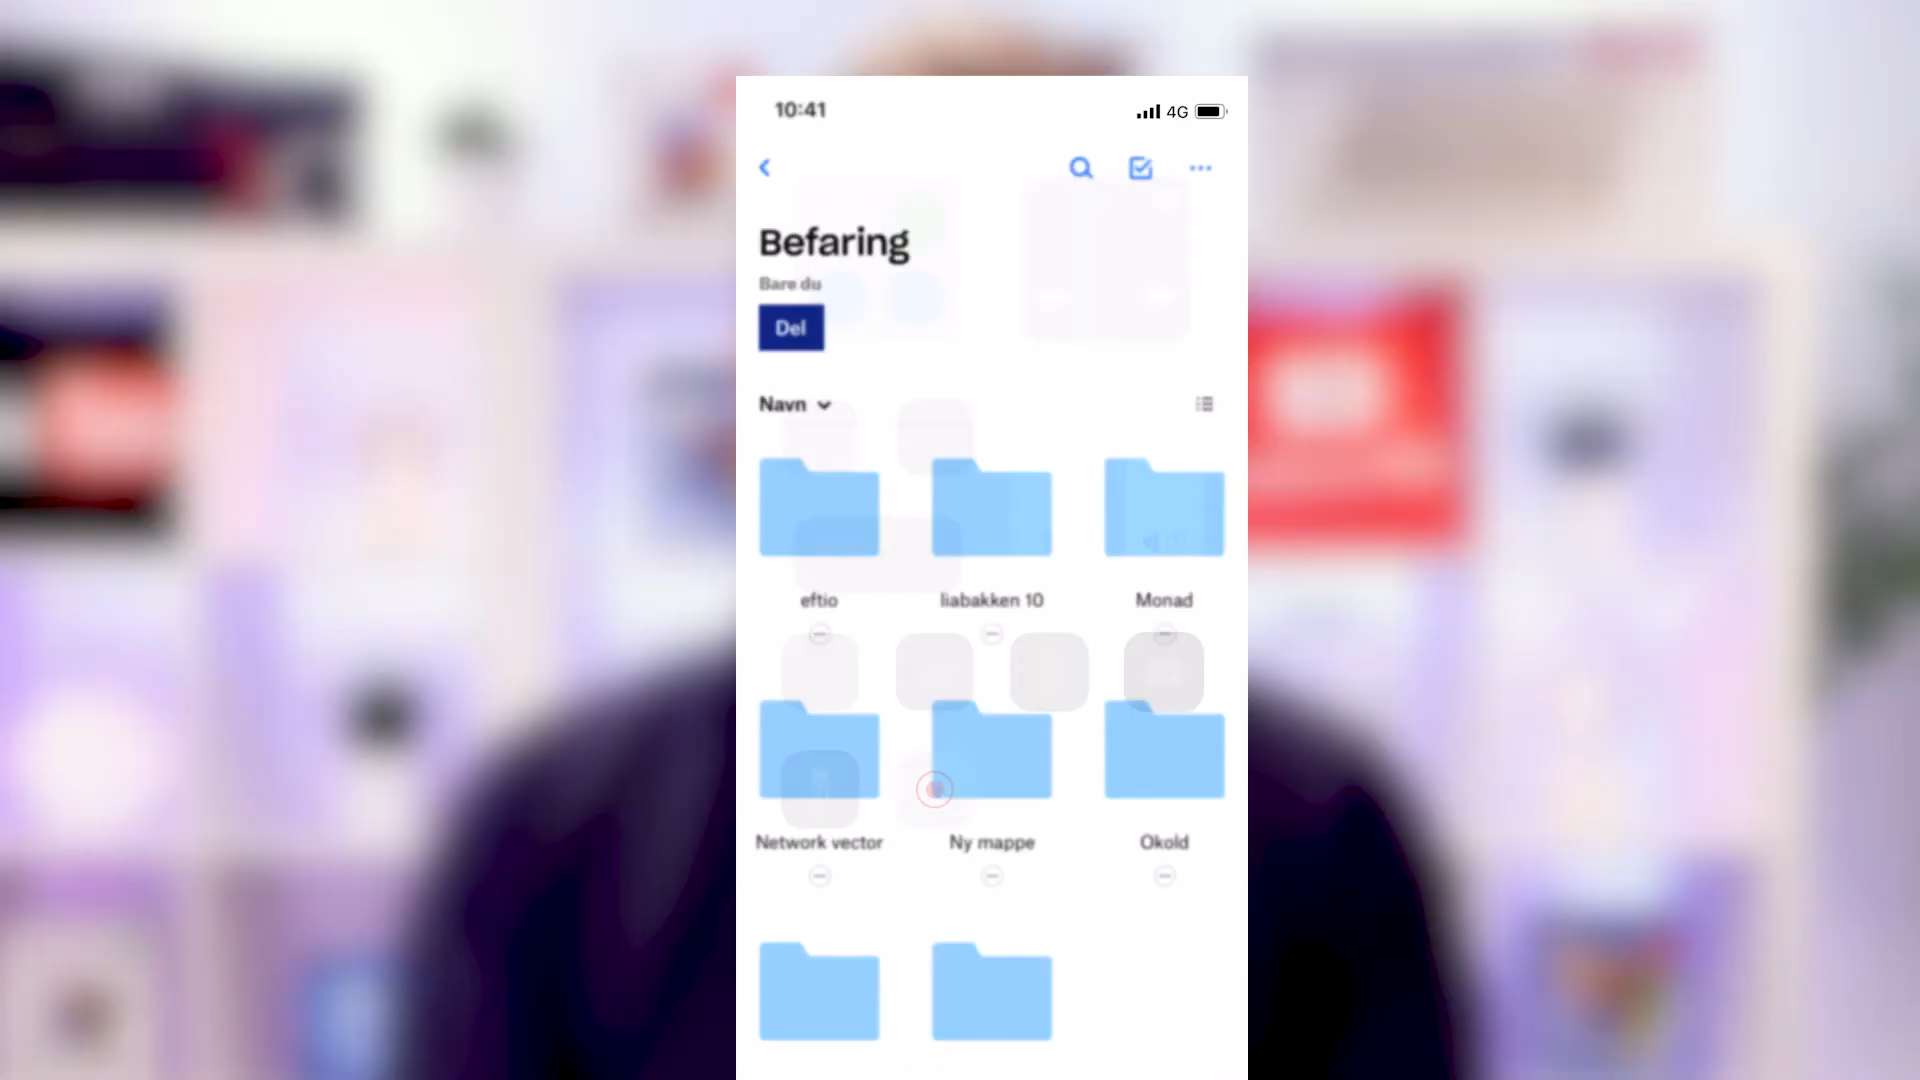 10:41
4G
Befaring
Bare du
Del
Navn
eftio
liabakken 10
Monad
Network vector
Ny mappe
Okold